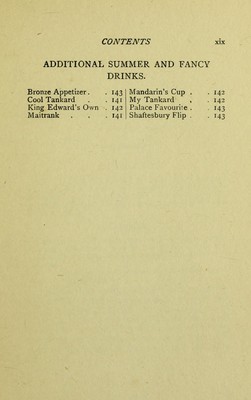 CONTENTS xix
ADDITIONAL SUMMER AND FANCY
DRINKS.
Bronze Appetizer . . 143
Cool Tankard . . 141
King Edward's Own . 142
Maitrank . . . 141
Mandarin's Cup . . 142
My Tankard . . 142
Palace Favourite . . 143
Shaftesbury Flip . . 143